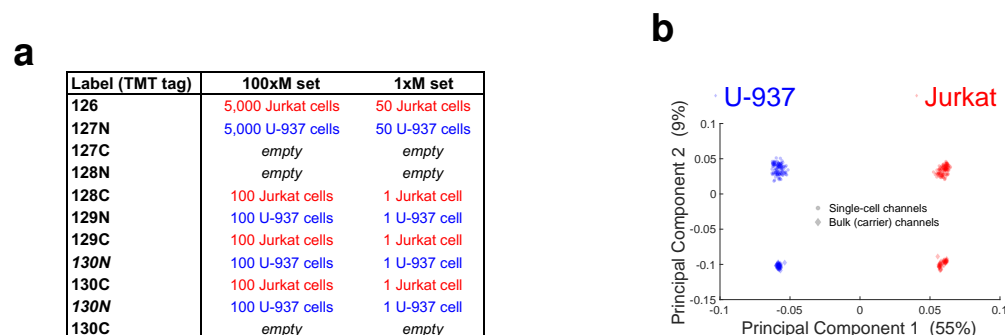 a
Label (TMT tag) 100xM set 1xM set
126 5,000 Jurkat cells 50 Jurkat cells
127N 5,000 U-937 cells 50 U-937 cells
127C empty empty
128N empty empty
128C 100 Jurkat cells 1 Jurkat cell
129N 100 U-937 cells 1 U-937 cell
129C 100 Jurkat cells 1 Jurkat cell
130N 100 U-937 cells 1 U-937 cell
130C 100 Jurkat cells 1 Jurkat cell
130N 100 U-937 cells 1 U-937 cell
130C empty empty
b
U-937 Jurkat
Principal Component 2 (9%)
0.1
0.05
0
-0.05
-0.1
-0.15
Single-cell channels
Bulk (carrier) channels
-0.1 -0.05 0 0.05 0.1
Principal Component 1 (55%)